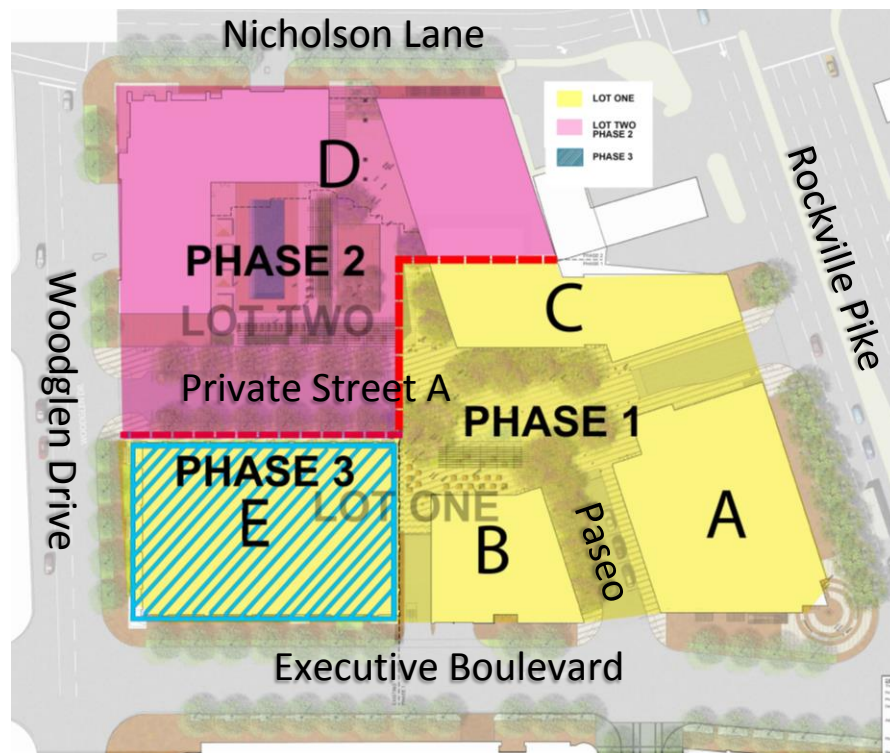 Nicholson Lane
LOT ONE
LOT TWO
PHASE 2
PHASE 3
D
Rockville Pike
PHASE 2
Woodglen Drive
C
LOT TWO
Private Street A
PHASE 1
PHASE 3
E
LOT ONE
A
B
Paseo
Executive Boulevard